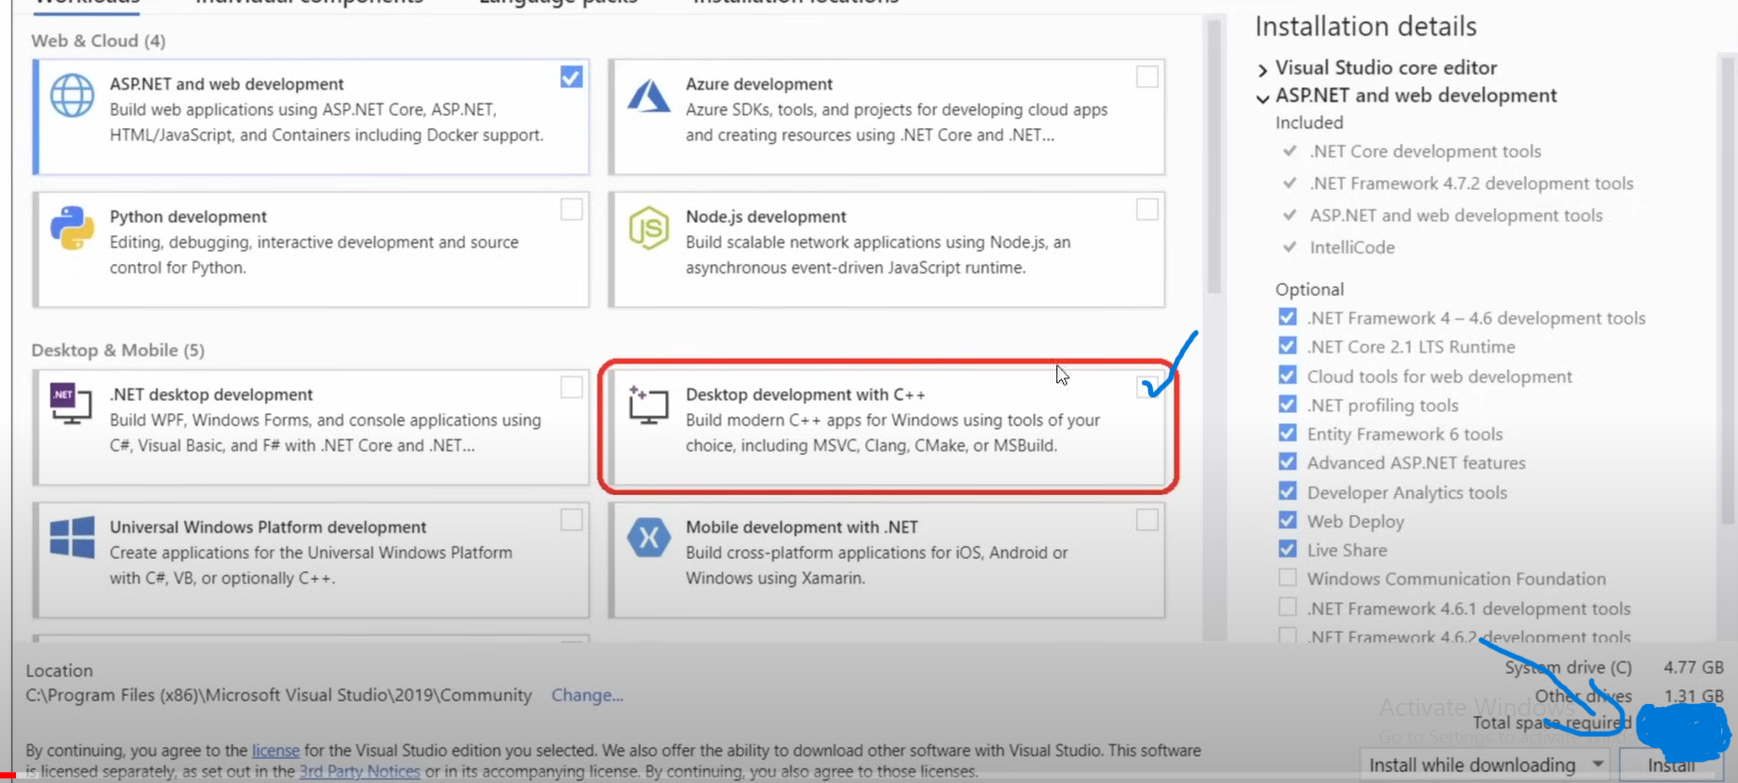 Workloads Individual components Language packs Installation locations
Web & Cloud (4)
ASP.NET and web development
Build web applications using ASP.NET Core, ASP.NET,
HTML/JavaScript, and Containers including Docker support.
Azure development
Azure SDKs, tools, and projects for developing cloud apps
and creating resources using .NET Core and .NET...
Python development
Editing, debugging, interactive development and source
control for Python.
Node.js development
Build scalable network applications using Node.js, an
asynchronous event-driven JavaScript runtime.
Desktop & Mobile (5)
.NET
.NET desktop development
Build WPF, Windows Forms, and console applications using
C#, Visual Basic, and F# with .NET Core and .NET...
Desktop development with C++
Build modern C++ apps for Windows using tools of your
choice, including MSVC, Clang, CMake, or MSBuild.
Universal Windows Platform development
Create applications for the Universal Windows Platform
with C#, VB, or optionally C++.
Mobile development with .NET
Build cross-platform applications for iOS, Android or
Windows using Xamarin.
Installation details
Visual Studio core editor
ASP.NET and web development
Included
.NET Core development tools
.NET Framework 4.7.2 development tools
ASP.NET and web development tools
IntelliCode
Optional
.NET Framework 4 – 4.6 development tools
.NET Core 2.1 LTS Runtime
Cloud tools for web development
.NET profiling tools
Entity Framework 6 tools
Advanced ASP.NET features
Developer Analytics tools
Web Deploy
Live Share
Windows Communication Foundation
.NET Framework 4.6.1 development tools
.NET Framework 4.6.2 development tools
Location
C:\Program Files (x86)\Microsoft Visual Studio\2019\Community Change...
System drive (C) 4.77 GB
Other drives 1.31 GB
Total space required
Activate Windows
Go to Settings to activate Windo
By continuing, you agree to the license for the Visual Studio edition you selected. We also offer the ability to download other software with Visual Studio. This software
is licensed separately, as set out in the 3rd Party Notices or in its accompanying license. By continuing, you also agree to those licenses.
Install while downloading
Install